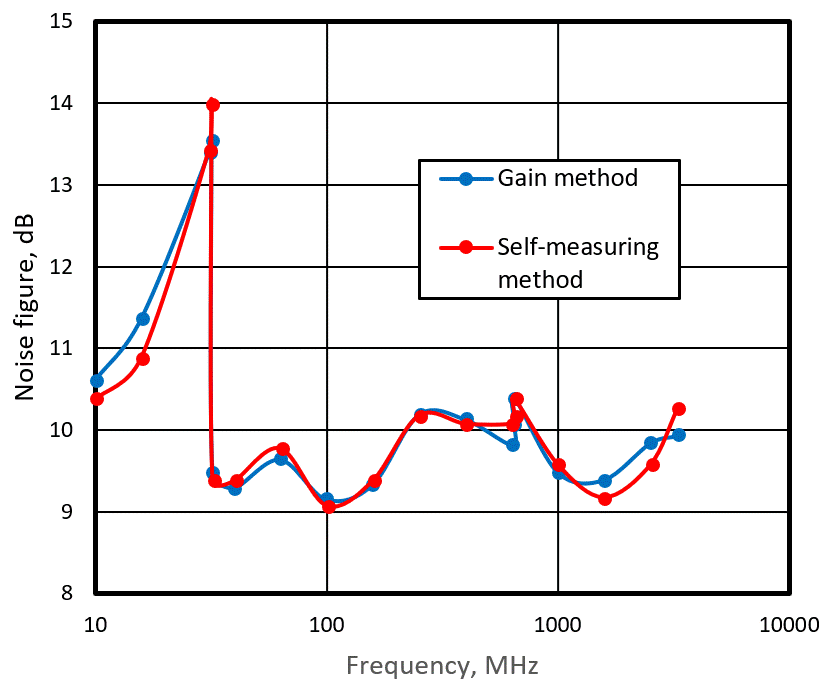 15
14
13
12
11
10
9
8
Noise figure, dB
Gain method
Self-measuring
method
10
100
1000
10000
Frequency, MHz